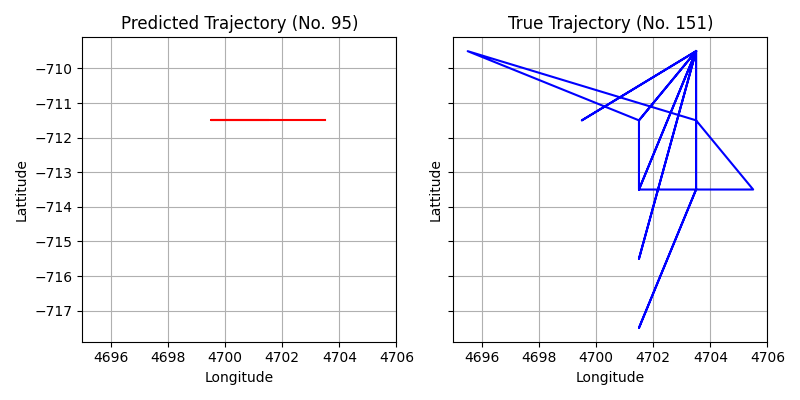 Predicted Trajectory (No. 95)
True Trajectory (No. 151)
−710
−711
−712
−713
−714
−715
−716
−717
Lattitude
Lattitude
4696 4698 4700 4702 4704 4706
4696 4698 4700 4702 4704 4706
Longitude
Longitude